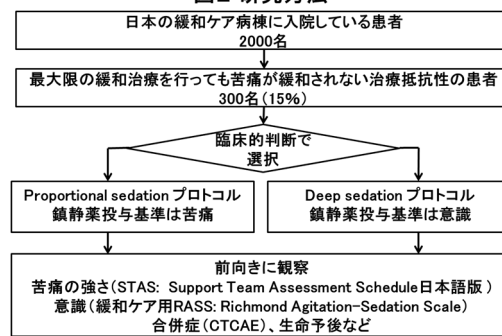 図2 研究方法
日本の緩和ケア病棟に入院している患者
2000名
最大限の緩和治療を行っても苦痛が緩和されない治療抵抗性の患者
300名(15%)
臨床的判断で
選択
Proportional sedation プロトコル
鎮静薬投与基準は苦痛
Deep sedation プロトコル
鎮静薬投与基準は意識
前向きに観察
苦痛の強さ(STAS: Support Team Assessment Schedule日本語版)
意識(緩和ケア用RASS: Richmond Agitation-Sedation Scale)
合併症(CTCAE)、生命予後など